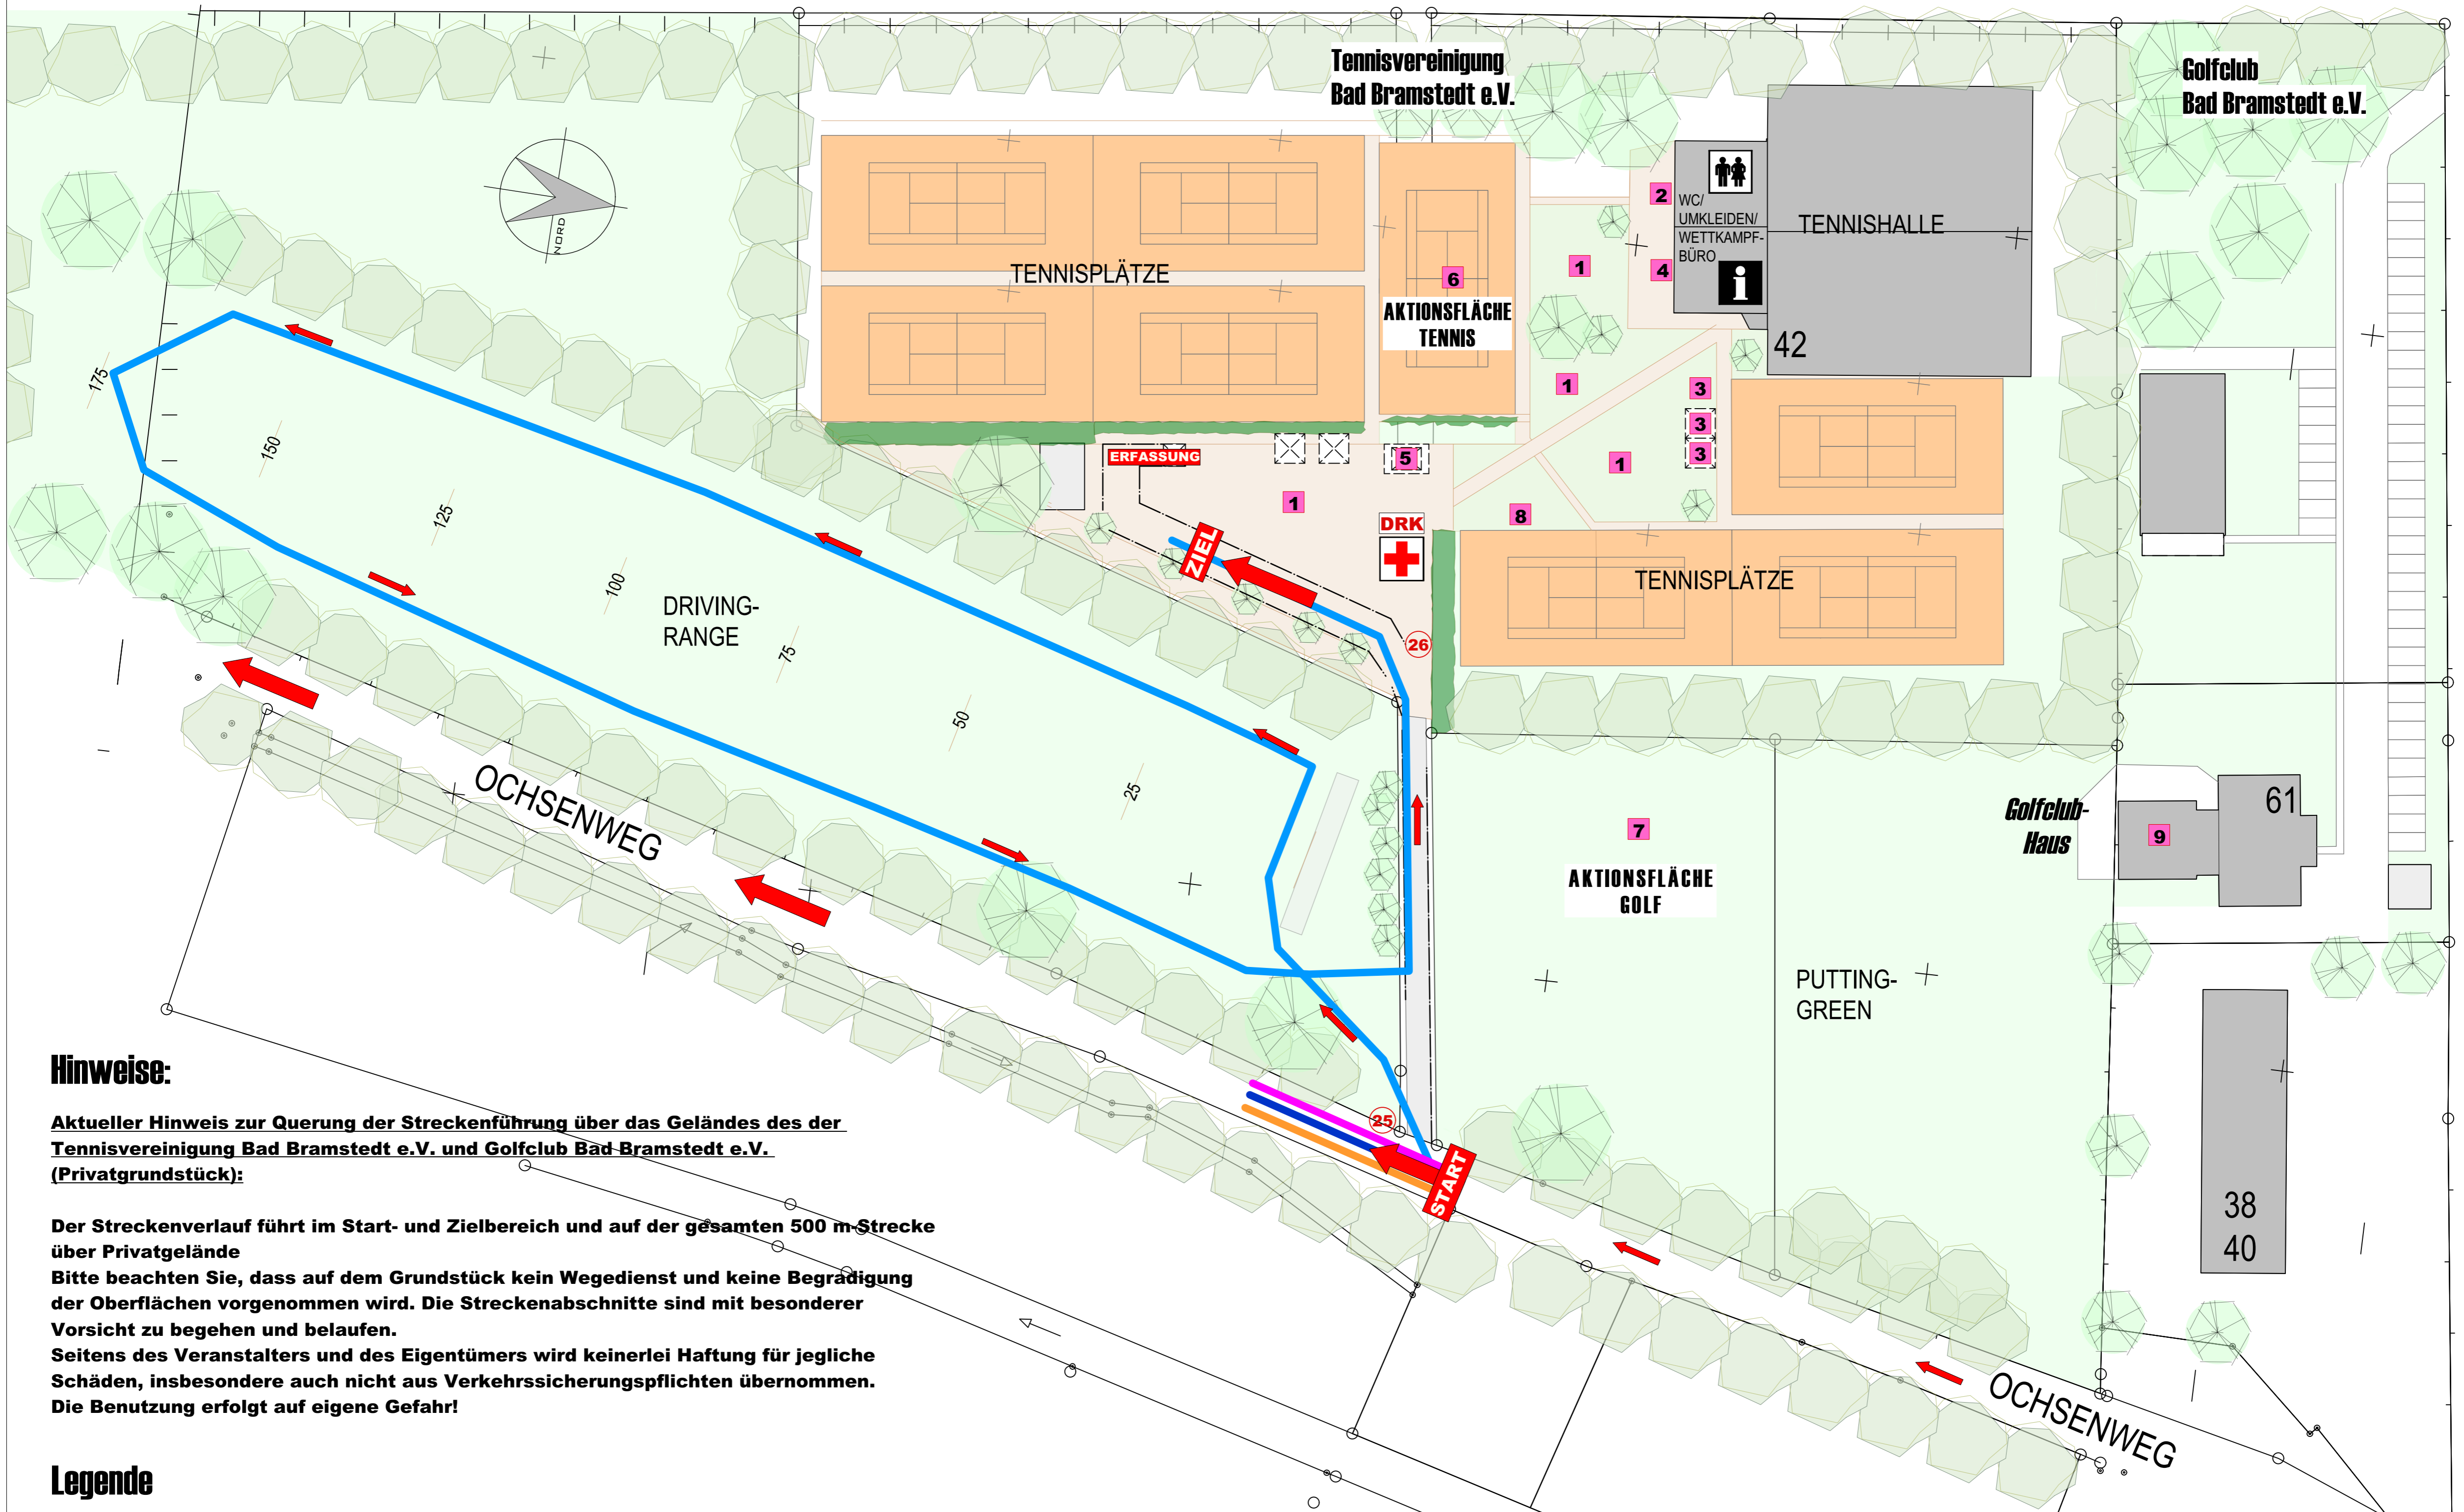 Tennisvereinigung
Bad Bramstedt e.V.
Golfclub
Bad Bramstedt e.V.
NORD
TENNISPLÄTZE
6
AKTIONSFLÄCHE
TENNIS
1
2
WC/
UMKLEIDEN/
WETTKAMPF-
BÜRO
4
i
TENNISHALLE
42
1
3
3
3
1
5
ERFASSUNG
1
8
DRK
ZIEL
26
TENNISPLÄTZE
175
150
125
100
75
50
25
DRIVING-
RANGE
OCHSENWEG
7
AKTIONSFLÄCHE
GOLF
PUTTING-
GREEN
Golfclub-
Haus
9
61
38
40
25
START
OCHSENWEG
Hinweise:
Aktueller Hinweis zur Querung der Streckenführung über das Geländes des der
Tennisvereinigung Bad Bramstedt e.V. und Golfclub Bad Bramstedt e.V.
(Privatgrundstück):
Der Streckenverlauf führt im Start- und Zielbereich und auf der gesamten 500 m-Strecke
über Privatgelände
Bitte beachten Sie, dass auf dem Grundstück kein Wegedienst und keine Begradigung
der Oberflächen vorgenommen wird. Die Streckenabschnitte sind mit besonderer
Vorsicht zu begehen und belaufen.
Seitens des Veranstalters und des Eigentümers wird keinerlei Haftung für jegliche
Schäden, insbesondere auch nicht aus Verkehrssicherungspflichten übernommen.
Die Benutzung erfolgt auf eigene Gefahr!
Legende